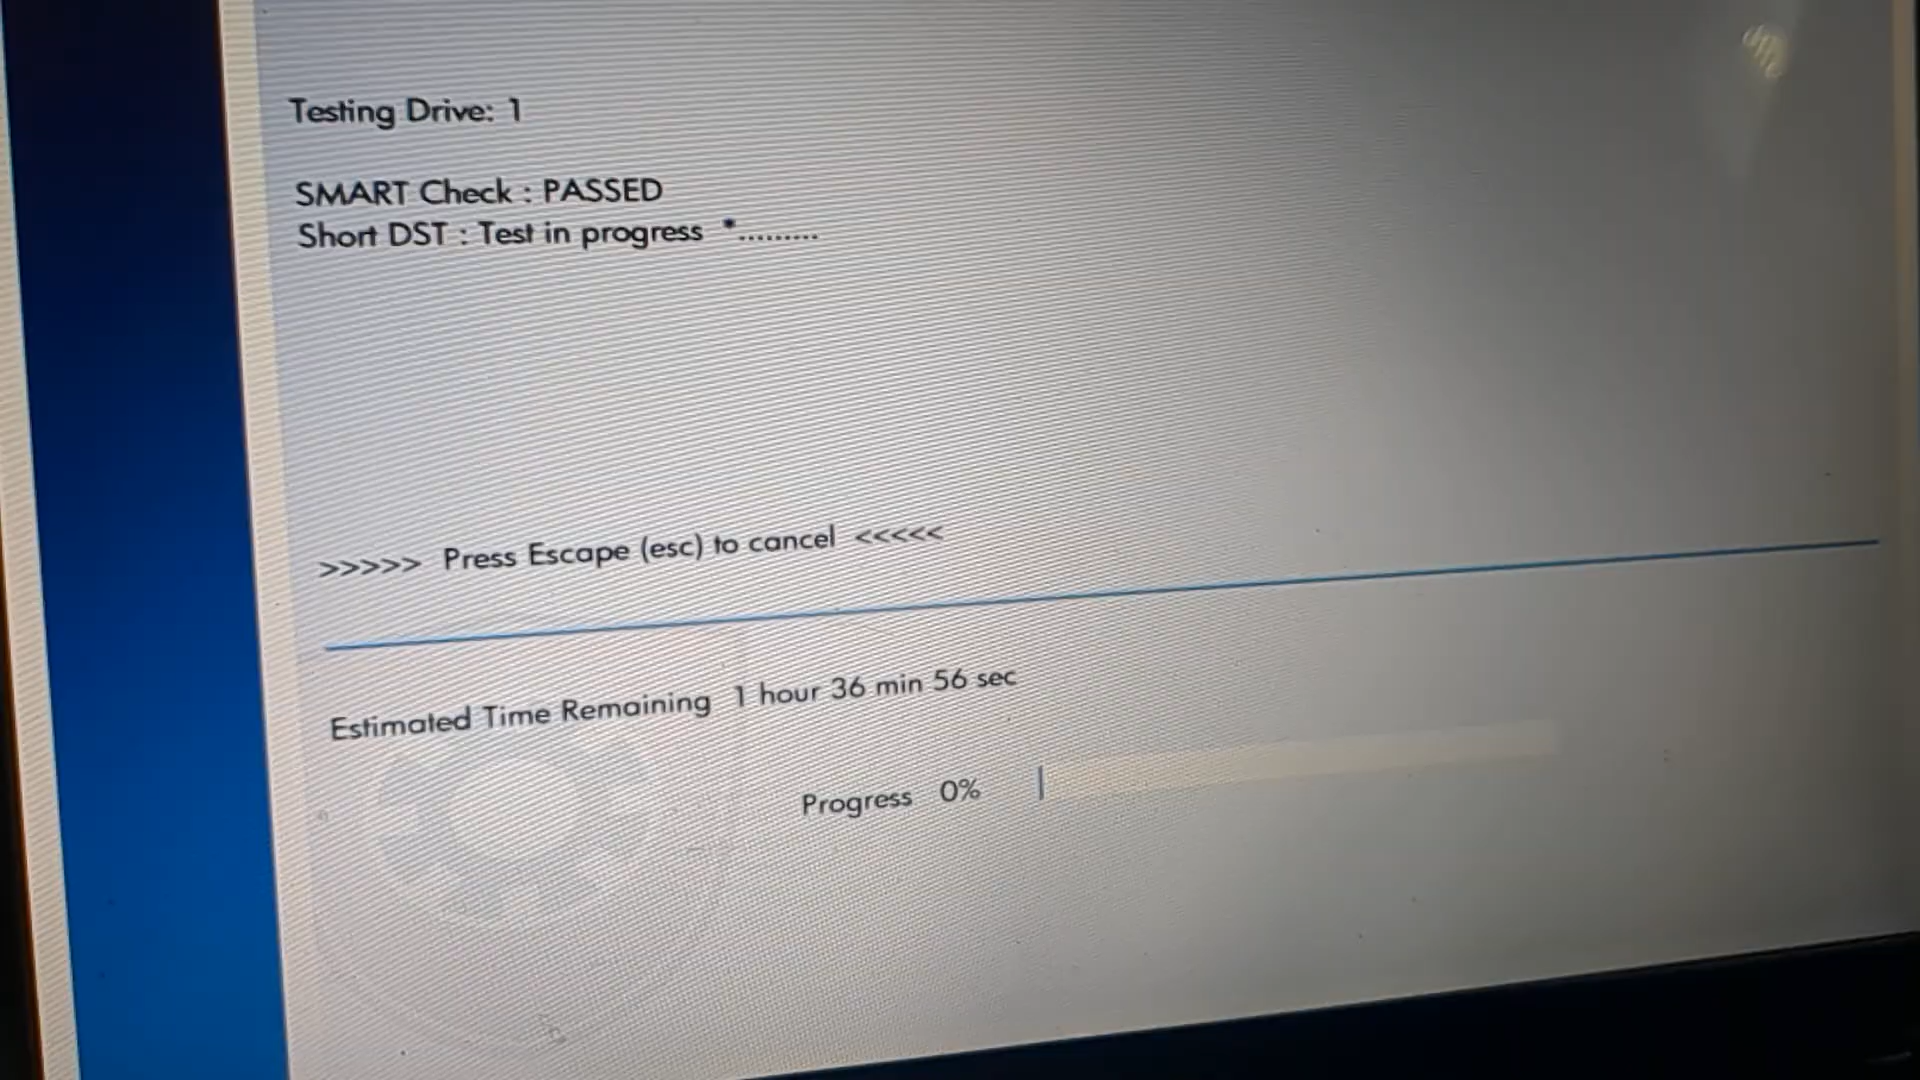 Testing Drive: 1
SMART Check : PASSED
Short DST : Test in progress *.........
>>>>> Press Escape (esc) to cancel <<<<<
Estimated Time Remaining 1 hour 36 min 56 sec
Progress 0%